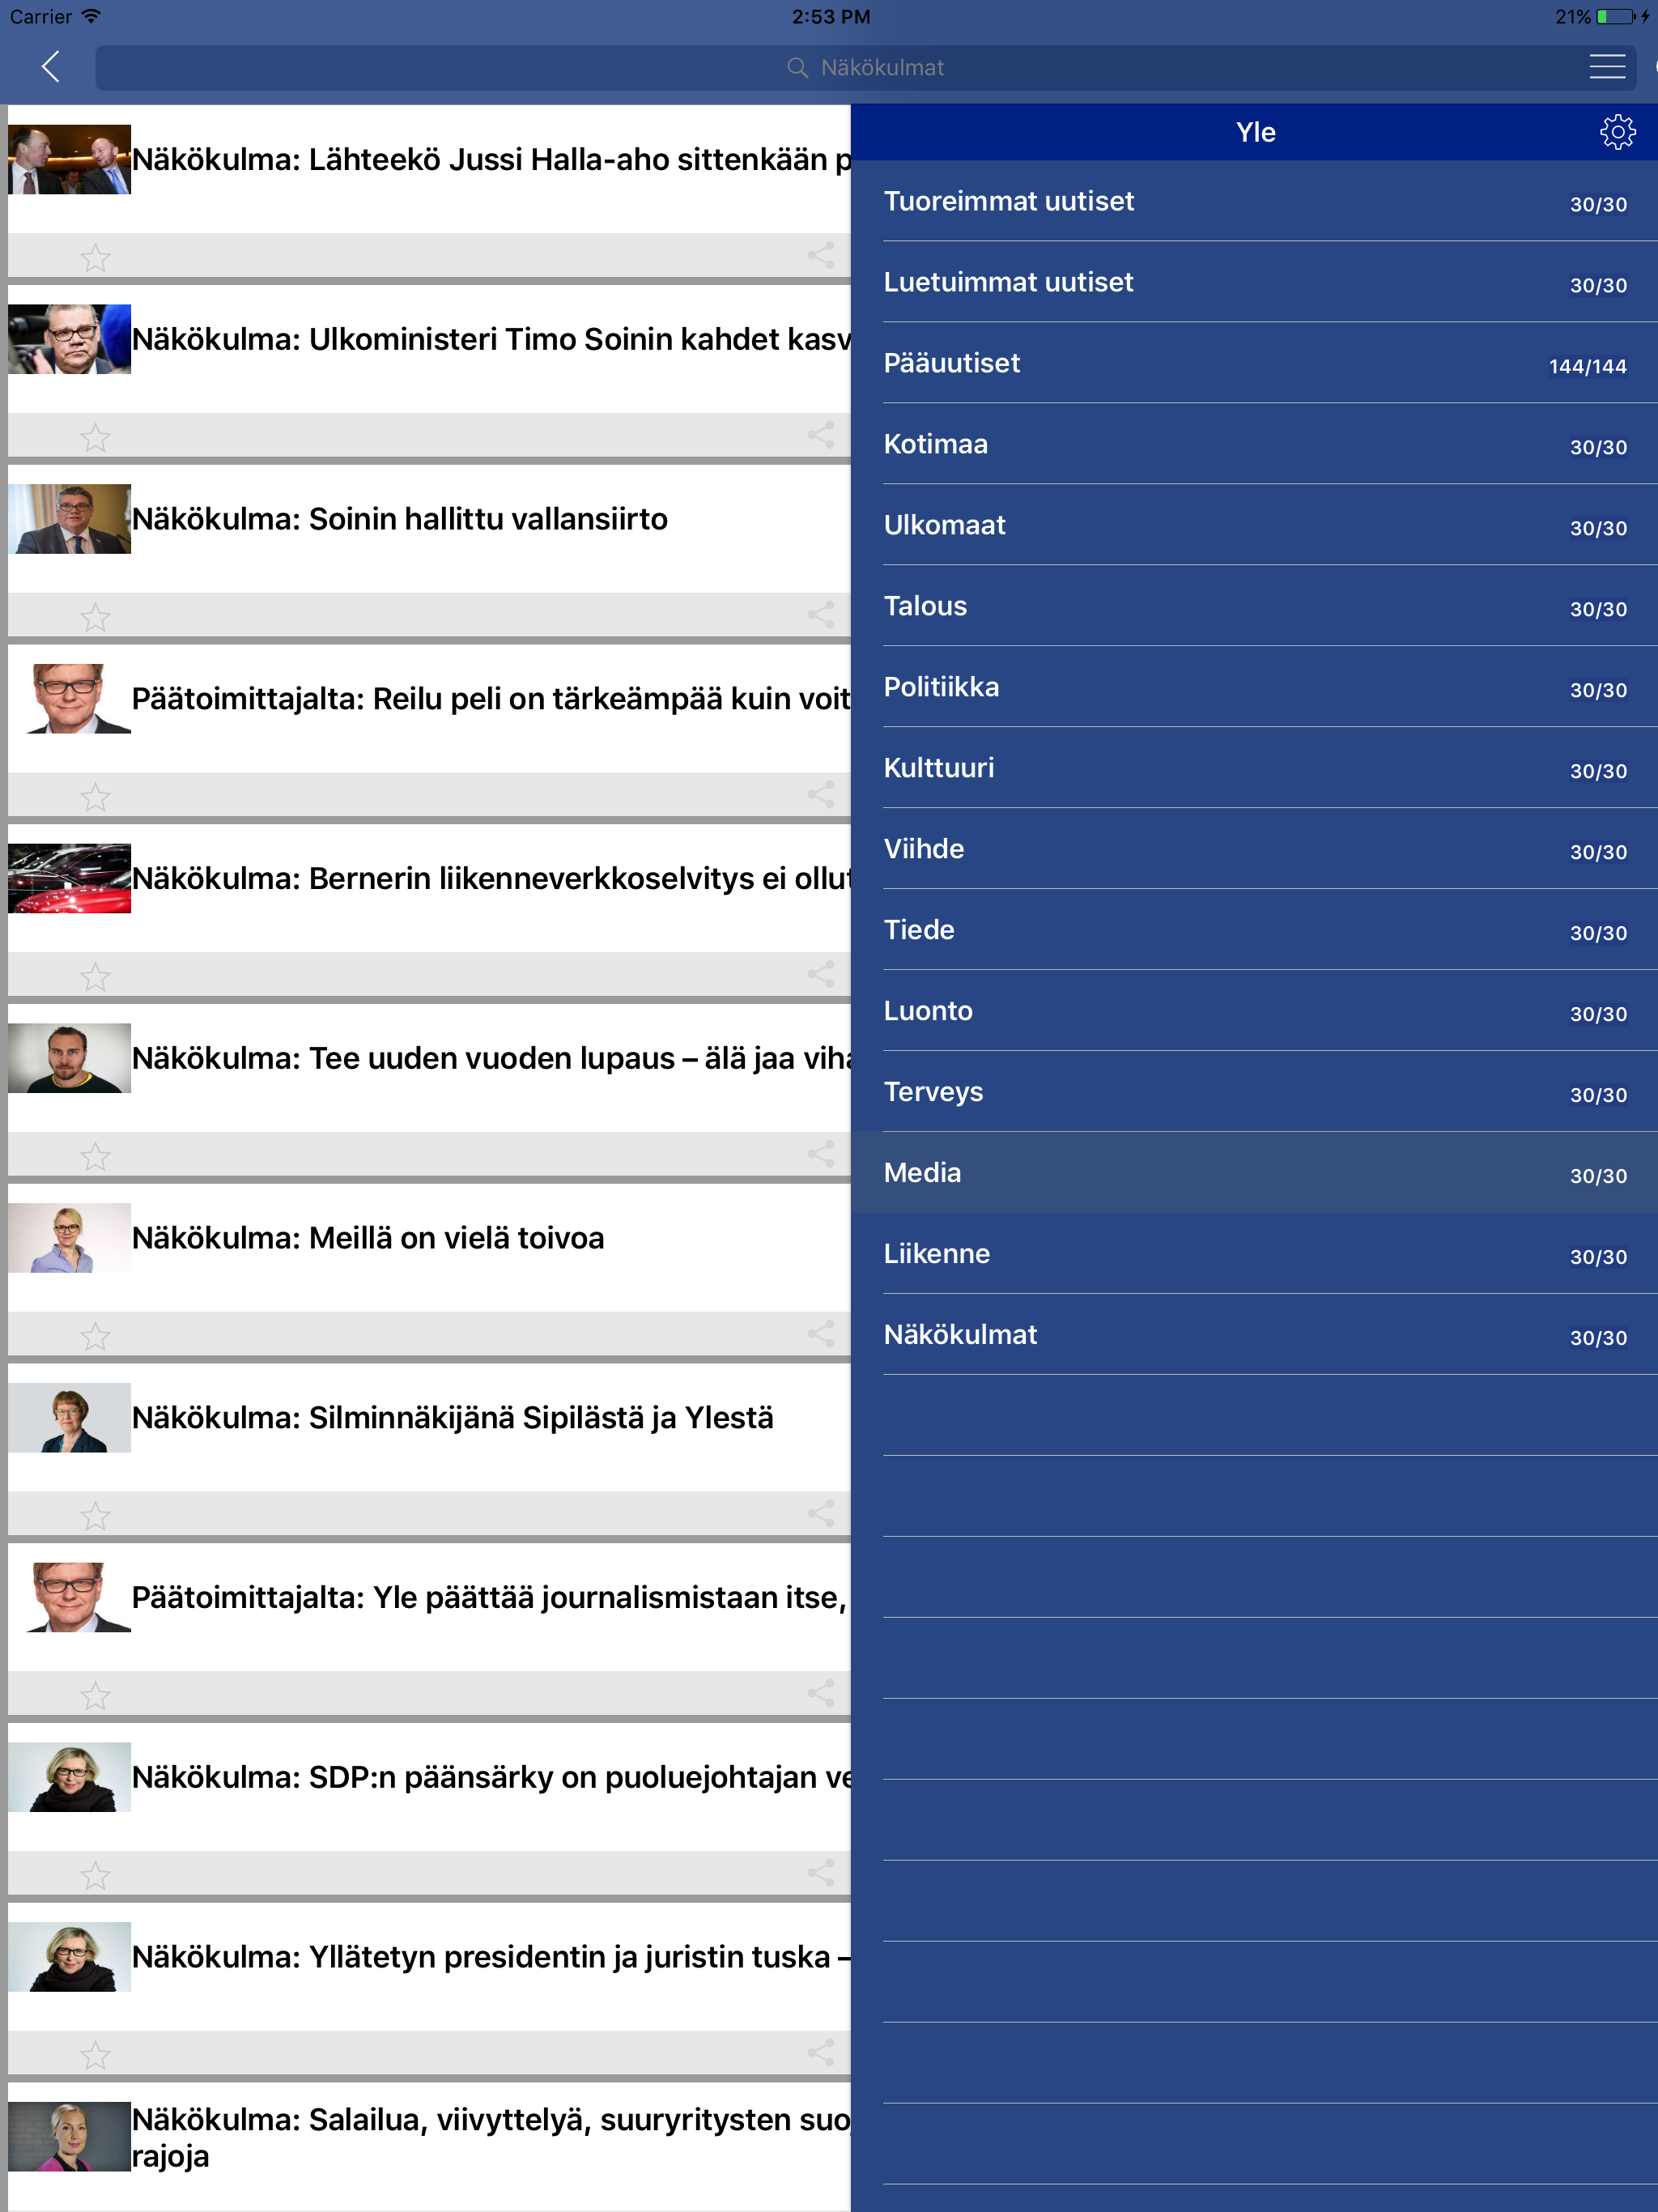 Carrier
2:53 PM
21%
Näkökulmat
Näkökulma: Lähteekö Jussi Halla-aho sittenkään p
Näkökulma: Ulkoministeri Timo Soinin kahdet kasv
Näkökulma: Soinin hallittu vallansiirto
Päätoimittajalta: Reilu peli on tärkeämpää kuin voit
Näkökulma: Bernerin liikenneverkkoselvitys ei ollut
Näkökulma: Tee uuden vuoden lupaus – älä jaa viha
Näkökulma: Meillä on vielä toivoa
Näkökulma: Silminnäkijänä Sipilästä ja Ylestä
Päätoimittajalta: Yle päättää journalismistaan itse,
Näkökulma: SDP:n päänsärky on puoluejohtajan ve
Näkökulma: Yllätetyn presidentin ja juristin tuska –
Näkökulma: Salailua, viivyttelyä, suuryritysten suo
rajoja
Yle
Tuoreimmat uutiset 30/30
Luetuimmat uutiset 30/30
Pääuutiset 144/144
Kotimaa 30/30
Ulkomaat 30/30
Talous 30/30
Politiikka 30/30
Kulttuuri 30/30
Viihde 30/30
Tiede 30/30
Luonto 30/30
Terveys 30/30
Media 30/30
Liikenne 30/30
Näkökulmat 30/30